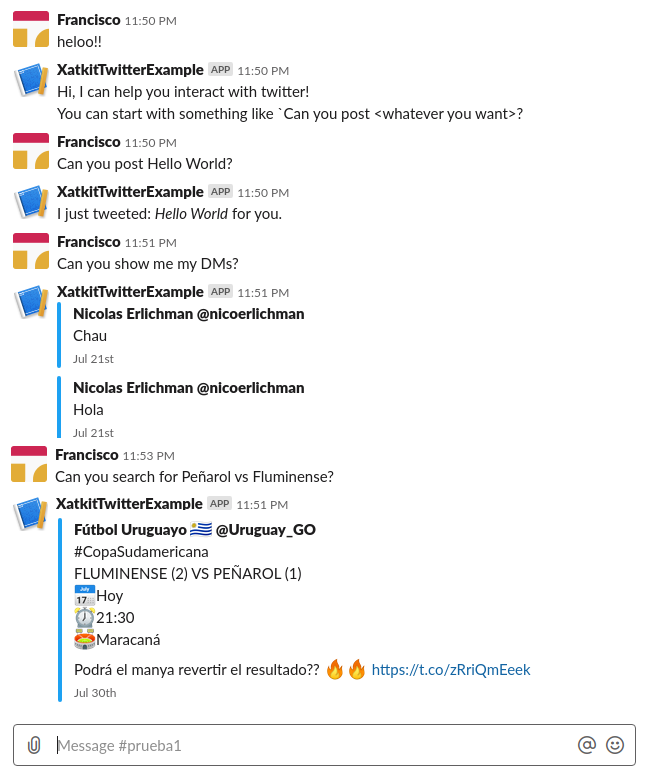 Francisco 11:50 PM
heloo!!
XatkitTwitterExample APP 11:50 PM
Hi, I can help you interact with twitter!
You can start with something like `Can you post <whatever you want>?
Francisco 11:50 PM
Can you post Hello World?
XatkitTwitterExample APP 11:50 PM
I just tweeted: Hello World for you.
Francisco 11:51 PM
Can you show me my DMs?
XatkitTwitterExample APP 11:51 PM
Nicolas Erlichman @nicoerlichman
Chau
Jul 21st
Nicolas Erlichman @nicoerlichman
Hola
Jul 21st
Francisco 11:53 PM
Can you search for Peñarol vs Fluminense?
XatkitTwitterExample APP 11:51 PM
Fútbol Uruguayo 🇺🇾 @Uruguay_GO
#CopaSudamericana
FLUMINENSE (2) VS PEÑAROL (1)
📅Hoy
⏰21:30
🏟Maracaná
Podrá el manya revertir el resultado?? 🔥🔥 https://t.co/zRriQmEeek
Jul 30th
Message #prueba1